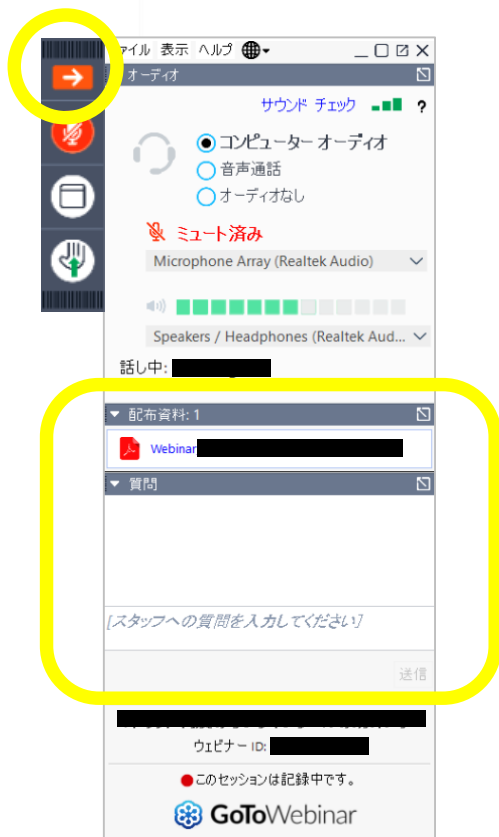 ファイル 表示 ヘルプ
オーディオ
サウンド チェック ?
コンピューター オーディオ
音声通話
オーディオなし
ミュート済み
Microphone Array (Realtek Audio)
Speakers / Headphones (Realtek Aud...
話し中:
配布資料: 1
Webinar
質問
[スタッフへの質問を入力してください]
送信
ウェビナー ID:
このセッションは記録中です。
GoToWebinar